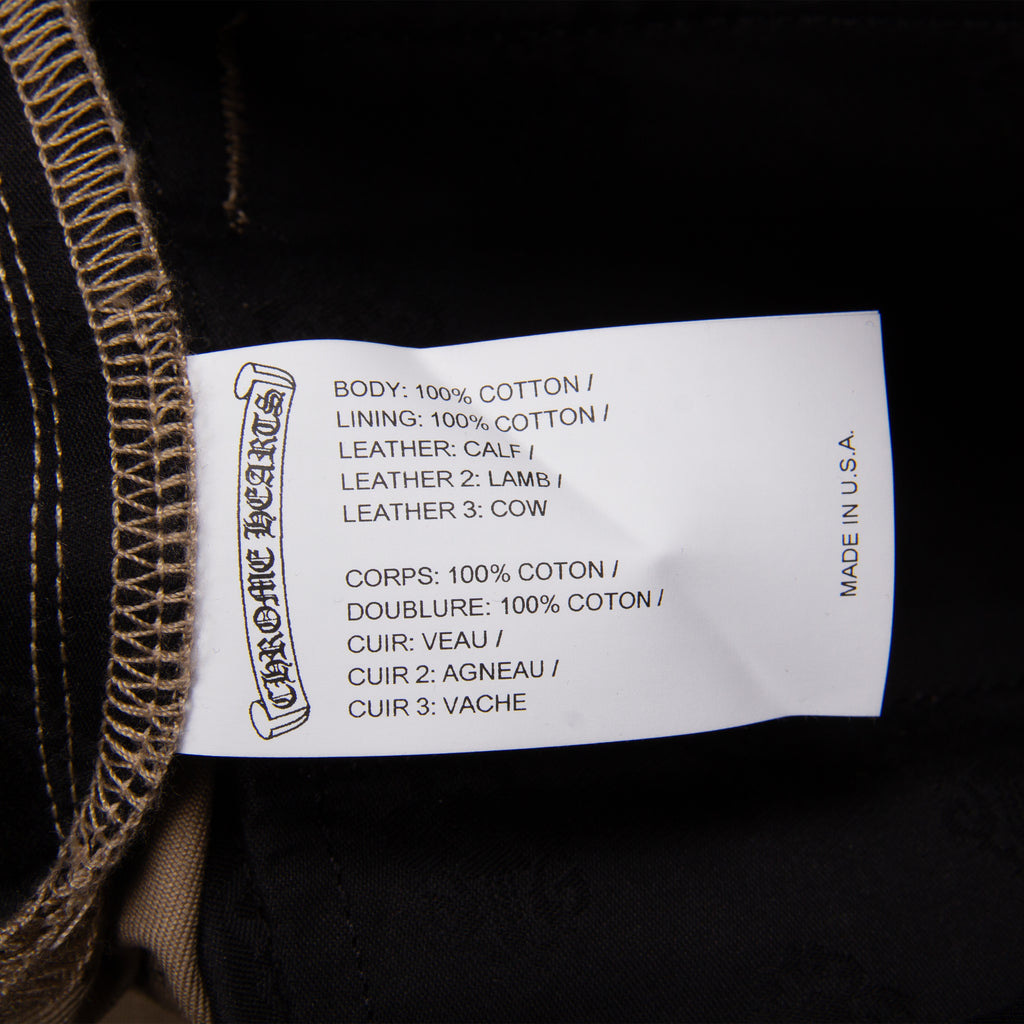 CHROME HEARTS
BODY: 100% COTTON /
LINING: 100% COTTON /
LEATHER: CALF /
LEATHER 2: LAMB /
LEATHER 3: COW
CORPS: 100% COTON /
DOUBLURE: 100% COTON /
CUIR: VEAU /
CUIR 2: AGNEAU /
CUIR 3: VACHE
MADE IN U.S.A.